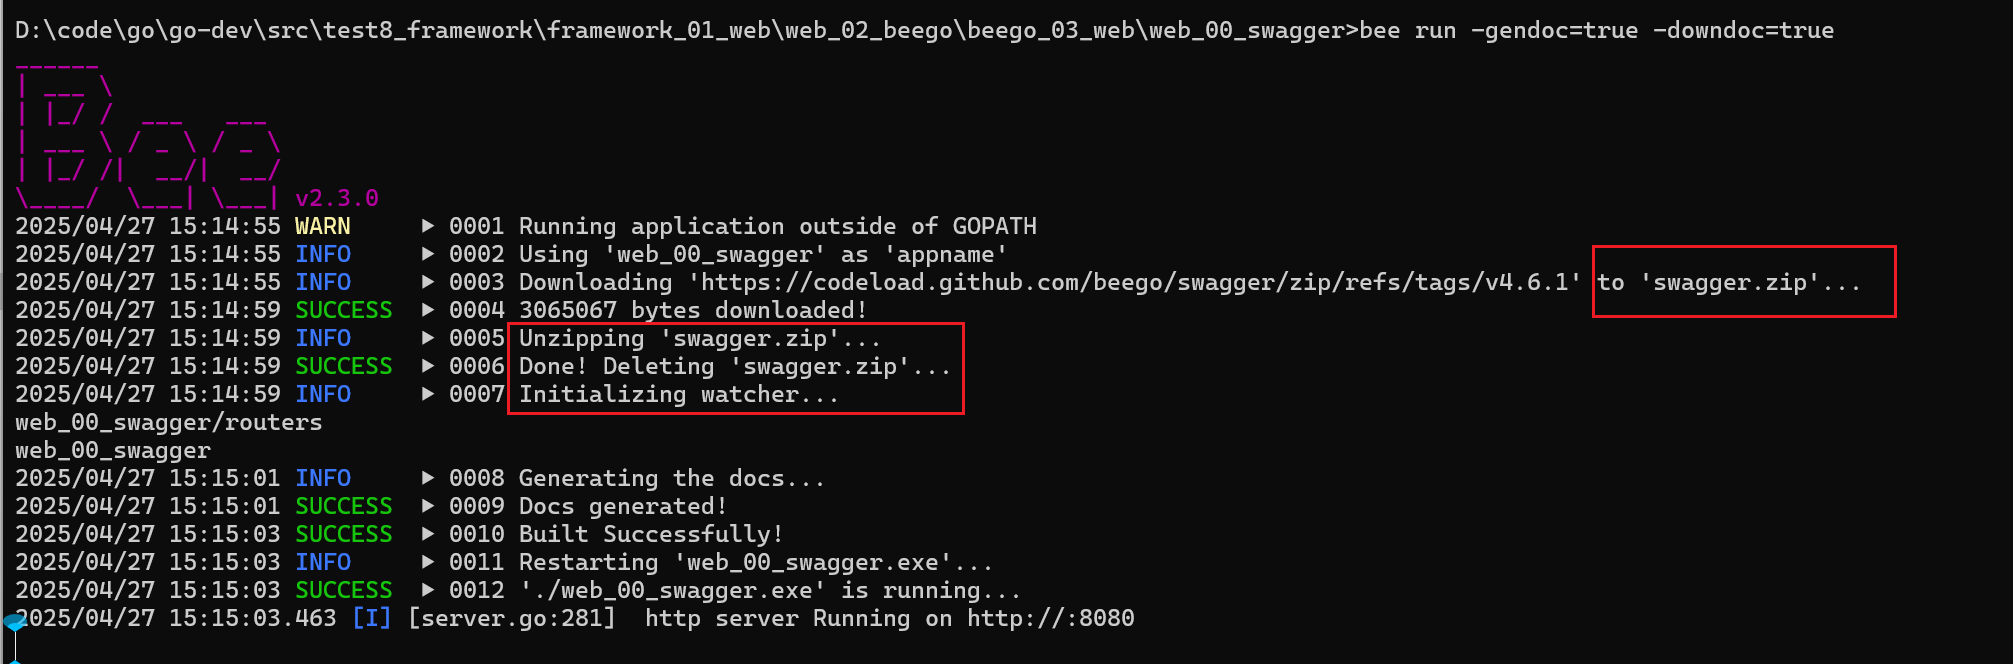 D:\code\go\go-dev\src\test8_framework\framework_01_web\web_02_beego\beego_03_web\web_00_swagger>bee run -gendoc=true -downdoc=true
______
| ___ \
| |_/ /  ___   ___
| ___ \ / _ \ / _ \
| |_/ /|  __/|  __/
\____/  \___| \___| v2.3.0
2025/04/27 15:14:55 WARN     ▶ 0001 Running application outside of GOPATH
2025/04/27 15:14:55 INFO     ▶ 0002 Using 'web_00_swagger' as 'appname'
2025/04/27 15:14:55 INFO     ▶ 0003 Downloading 'https://codeload.github.com/beego/swagger/zip/refs/tags/v4.6.1' to 'swagger.zip'...
2025/04/27 15:14:59 SUCCESS  ▶ 0004 3065067 bytes downloaded!
2025/04/27 15:14:59 INFO     ▶ 0005 Unzipping 'swagger.zip'...
2025/04/27 15:14:59 SUCCESS  ▶ 0006 Done! Deleting 'swagger.zip'...
2025/04/27 15:14:59 INFO     ▶ 0007 Initializing watcher...
web_00_swagger/routers
web_00_swagger
2025/04/27 15:15:01 INFO     ▶ 0008 Generating the docs...
2025/04/27 15:15:01 SUCCESS  ▶ 0009 Docs generated!
2025/04/27 15:15:03 SUCCESS  ▶ 0010 Built Successfully!
2025/04/27 15:15:03 INFO     ▶ 0011 Restarting 'web_00_swagger.exe'...
2025/04/27 15:15:03 SUCCESS  ▶ 0012 './web_00_swagger.exe' is running...
2025/04/27 15:15:03.463 [I] [server.go:281]  http server Running on http://:8080